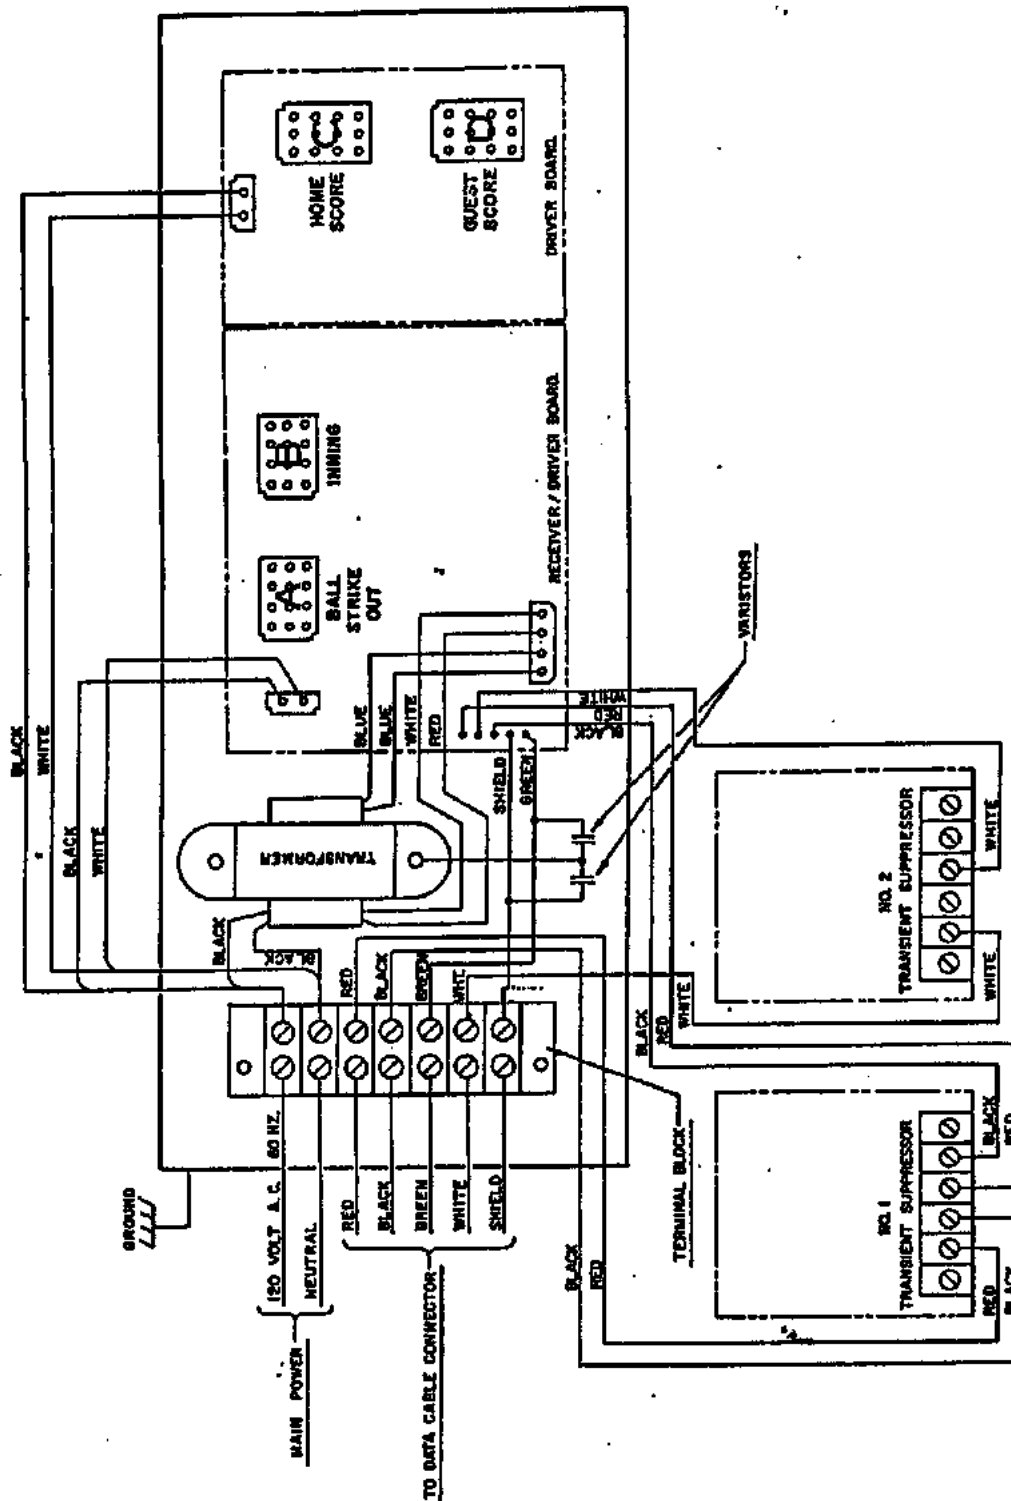 BLACK
WHITE
BLACK
WHITE
GROUND
MAIN POWER
120 VOLT A.C. 60 HZ.
NEUTRAL
TO DATA CABLE CONNECTOR
RED
BLACK
GREEN
WHITE
SHIELD
BLACK
BLACK
RED
BLACK
GREEN
WHT.
TRANSFORMER
BLUE
BLUE
WHITE
RED
BALL
STRIKE
OUT
A
INNING
B
HOME
SCORE
C
GUEST
SCORE
D
DRIVER BOARD
RECEIVER/DRIVER BOARD
WHITE
RED
BLACK
SHIELD
GREEN
VARISTORS
TERMINAL BLOCK
BLACK
RED
BLACK
RED
WHITE
NO. 1
TRANSIENT SUPPRESSOR
RED
BLACK
BLACK
RED
NO. 2
TRANSIENT SUPPRESSOR
WHITE
WHITE